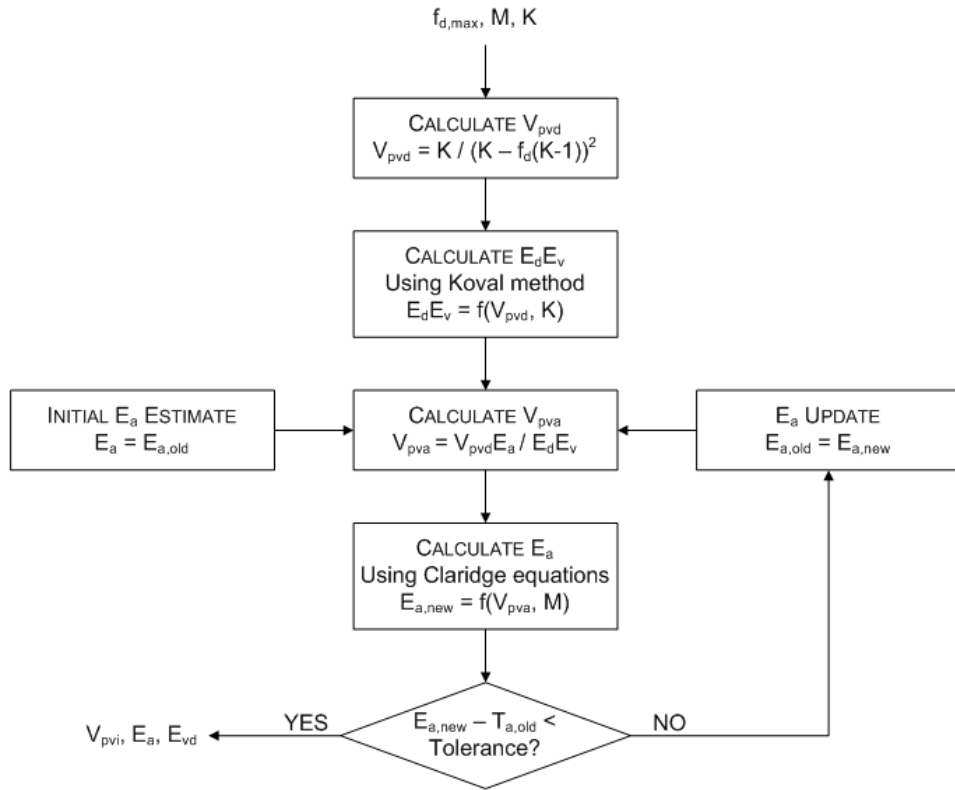 f_d,max, M, K
CALCULATE V_pvd
V_pvd = K / (K – f_d(K-1))²
CALCULATE E_dE_v
Using Koval method
E_dE_v = f(V_pvd, K)
INITIAL E_a ESTIMATE
E_a = E_a,old
CALCULATE V_pva
V_pva = V_pvdE_a / E_dE_v
E_a UPDATE
E_a,old = E_a,new
CALCULATE E_a
Using Claridge equations
E_a,new = f(V_pva, M)
E_a,new – T_a,old <
Tolerance?
YES
NO
V_pvi, E_a, E_vd